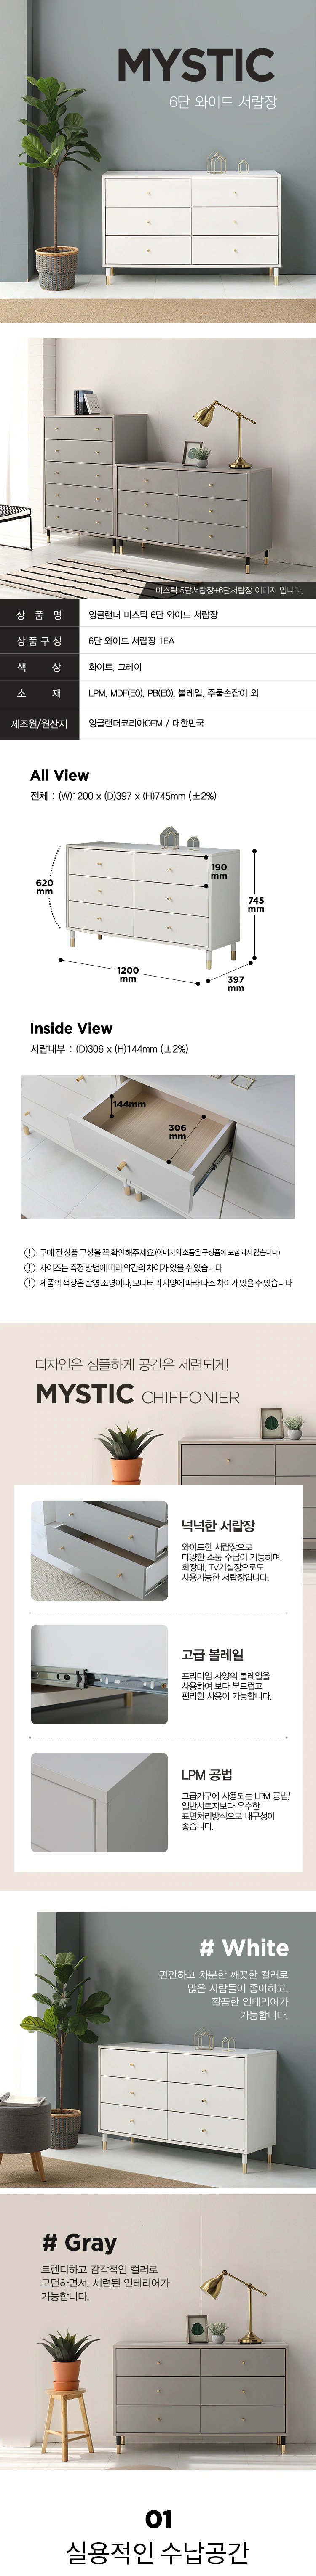 MYSTIC
6단 와이드 서랍장
미스틱 5단서랍장+6단서랍장 이미지 입니다.
상 품 명 잉글랜더 미스틱 6단 와이드 서랍장
상 품 구 성 6단 와이드 서랍장 1EA
색 상 화이트, 그레이
소 재 LPM, MDF(E0), PB(E0), 볼레일, 주물손잡이 외
제조원/원산지 잉글랜더코리아OEM / 대한민국
All View
전체 : (W)1200 x (D)397 x (H)745mm (±2%)
190
mm
620
mm
745
mm
1200
mm
397
mm
Inside View
서랍내부 : (D)306 x (H)144mm (±2%)
144mm
306
mm
! 구매 전 상품 구성을 꼭 확인해주세요 (이미지의 소품은 구성품에 포함되지 않습니다)
! 사이즈는 측정 방법에 따라 약간의 차이가 있을 수 있습니다
! 제품의 색상은 촬영 조명이나, 모니터의 사양에 따라 다소 차이가 있을 수 있습니다
디자인은 심플하게 공간은 세련되게!
MYSTIC CHIFFONIER
넉넉한 서랍장
와이드한 서랍장으로
다양한 소품 수납이 가능하며,
화장대, TV거실장으로도
사용가능한 서랍장입니다.
고급 볼레일
프리미엄 사양의 볼레일을
사용하여 보다 부드럽고
편리한 사용이 가능합니다.
LPM 공법
고급가구에 사용되는 LPM 공법!
일반시트지보다 우수한
표면처리방식으로 내구성이
좋습니다.
# White
편안하고 차분한 깨끗한 컬러로
많은 사람들이 좋아하고,
깔끔한 인테리어가
가능합니다.
# Gray
트렌디하고 감각적인 컬러로
모던하면서, 세련된 인테리어가
가능합니다.
01
실용적인 수납공간